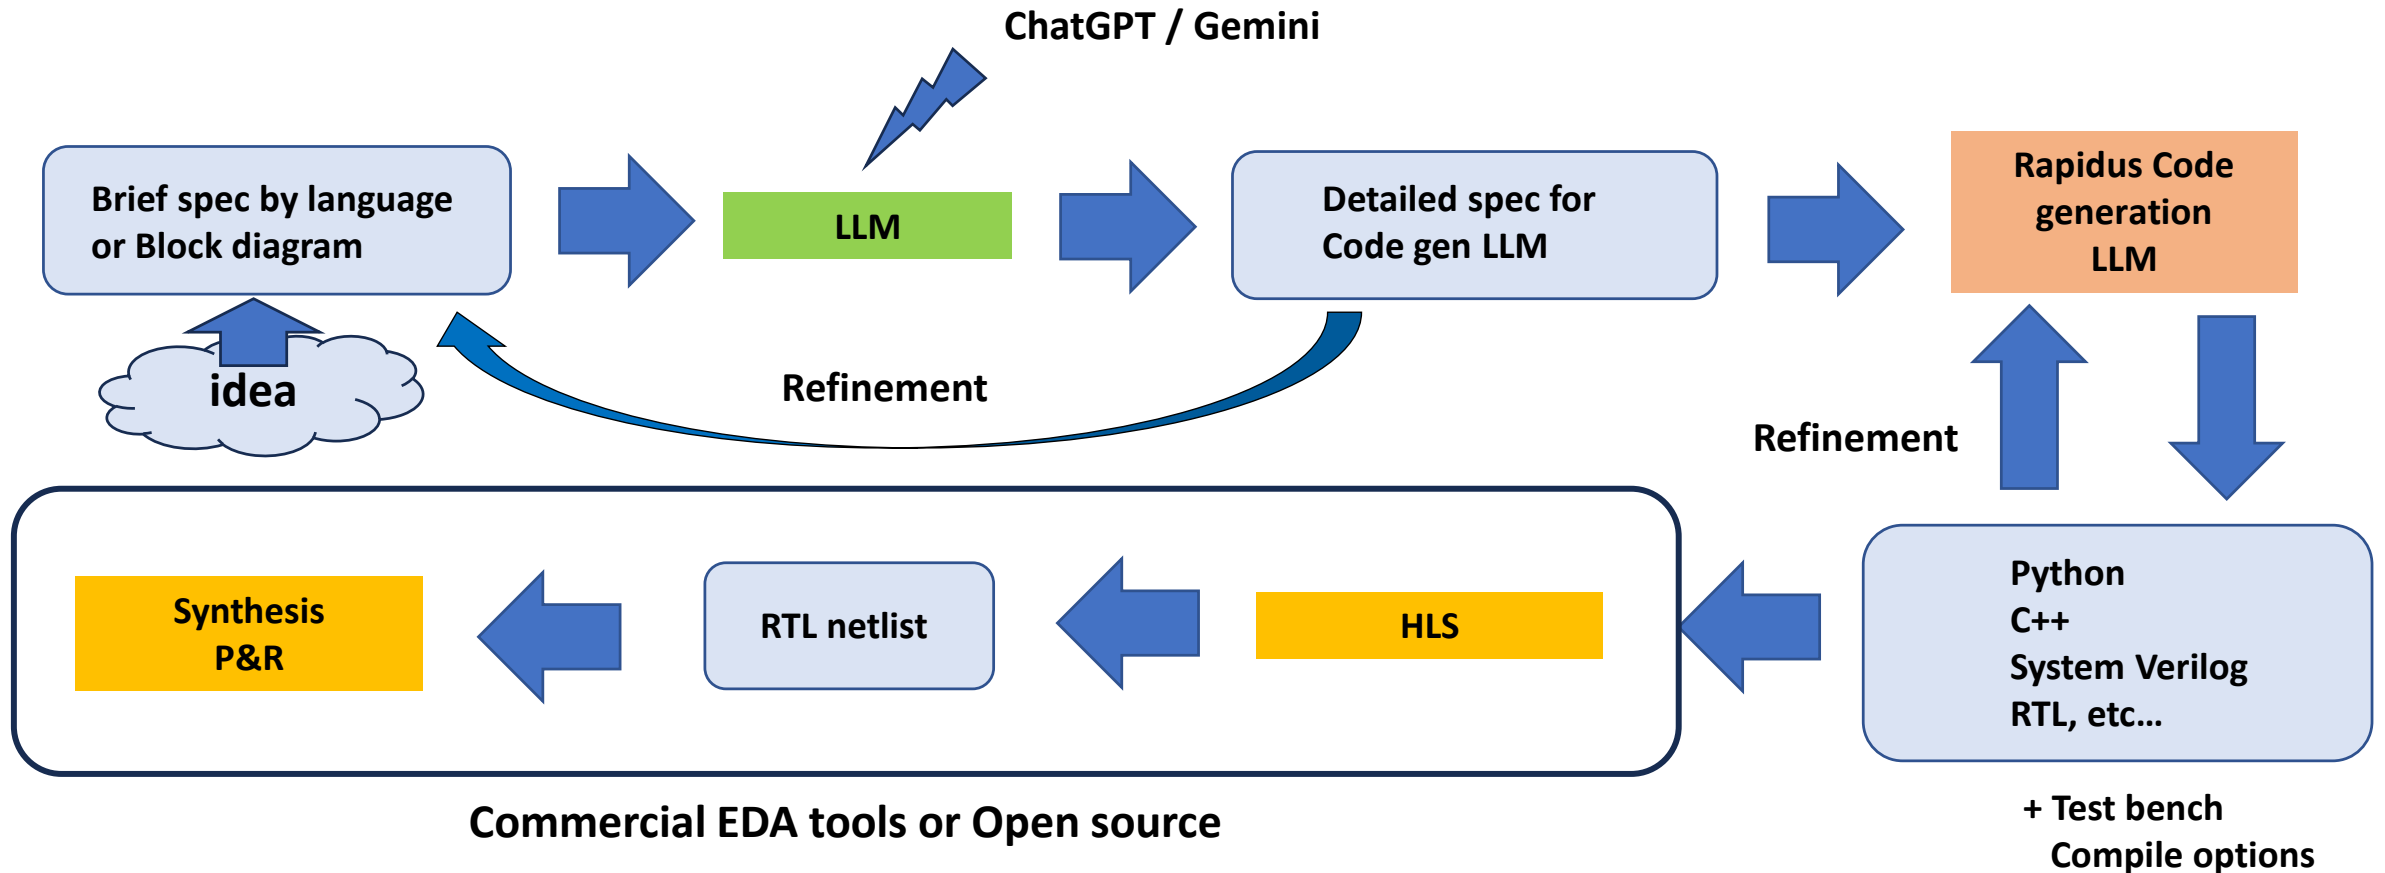 ChatGPT / Gemini
Brief spec by language
or Block diagram
LLM
Detailed spec for
Code gen LLM
Rapidus Code
generation
LLM
idea
Refinement
Refinement
Python
C++
System Verilog
RTL, etc...
+ Test bench
Compile options
HLS
RTL netlist
Synthesis
P&R
Commercial EDA tools or Open source